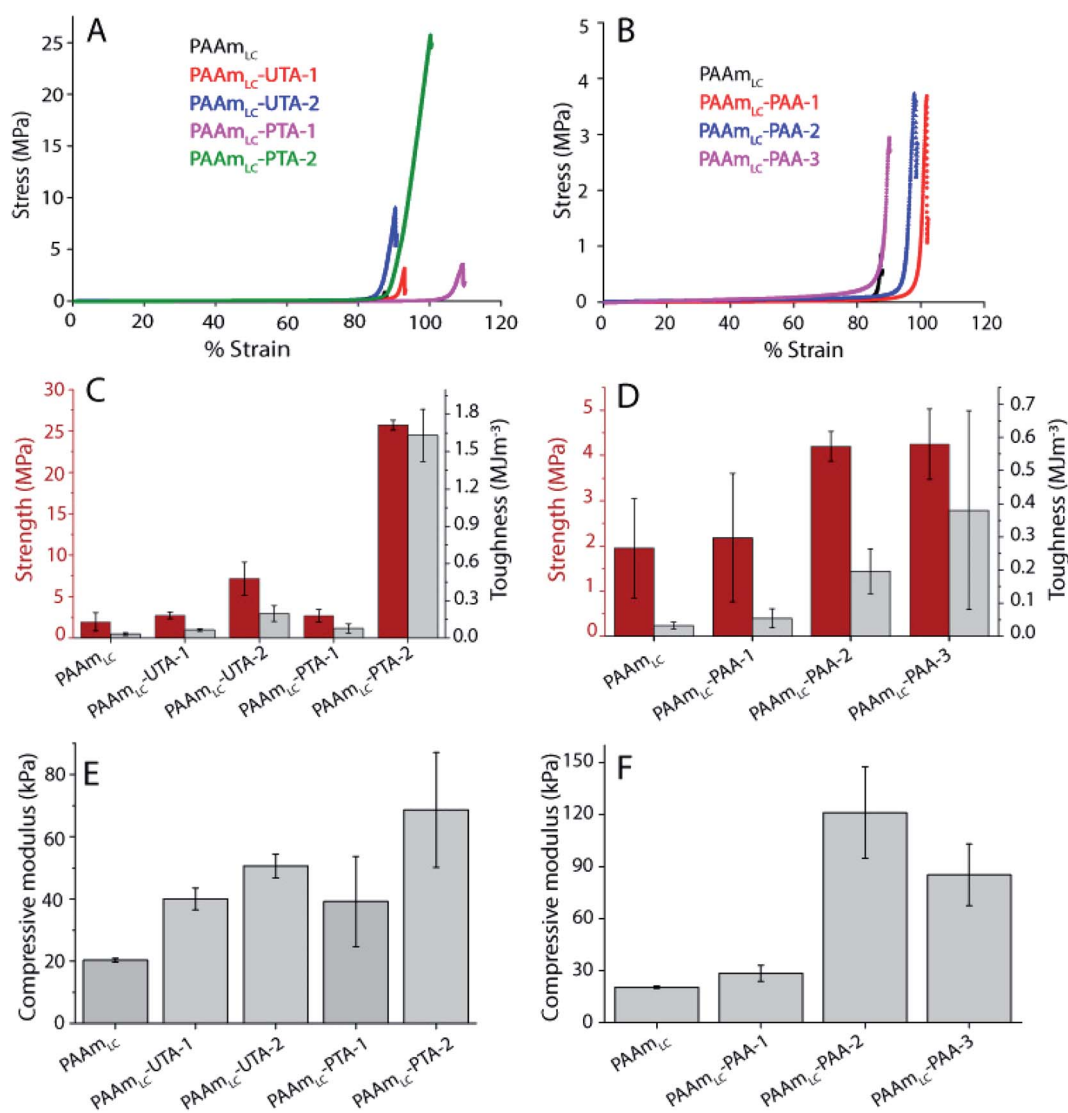 A
PAAmLC
PAAmLC-UTA-1
PAAmLC-UTA-2
PAAmLC-PTA-1
PAAmLC-PTA-2
Stress (MPa)
25
20
15
10
5
0
0 20 40 60 80 100 120
% Strain
B
PAAmLC
PAAmLC-PAA-1
PAAmLC-PAA-2
PAAmLC-PAA-3
Stress (MPa)
5
4
3
2
1
0
0 20 40 60 80 100 120
% Strain
C
Strength (MPa)
30
25
20
15
10
5
0
Toughness (MJm-3)
1.8
1.5
1.2
0.9
0.6
0.3
0.0
PAAmLC
PAAmLC-UTA-1
PAAmLC-UTA-2
PAAmLC-PTA-1
PAAmLC-PTA-2
D
Strength (MPa)
5
4
3
2
1
0
Toughness (MJm-3)
0.7
0.6
0.5
0.4
0.3
0.2
0.1
0.0
PAAmLC
PAAmLC-PAA-1
PAAmLC-PAA-2
PAAmLC-PAA-3
E
Compressive modulus (kPa)
80
60
40
20
0
PAAmLC
PAAmLC-UTA-1
PAAmLC-UTA-2
PAAmLC-PTA-1
PAAmLC-PTA-2
F
Compressive modulus (kPa)
150
120
90
60
30
0
PAAmLC
PAAmLC-PAA-1
PAAmLC-PAA-2
PAAmLC-PAA-3